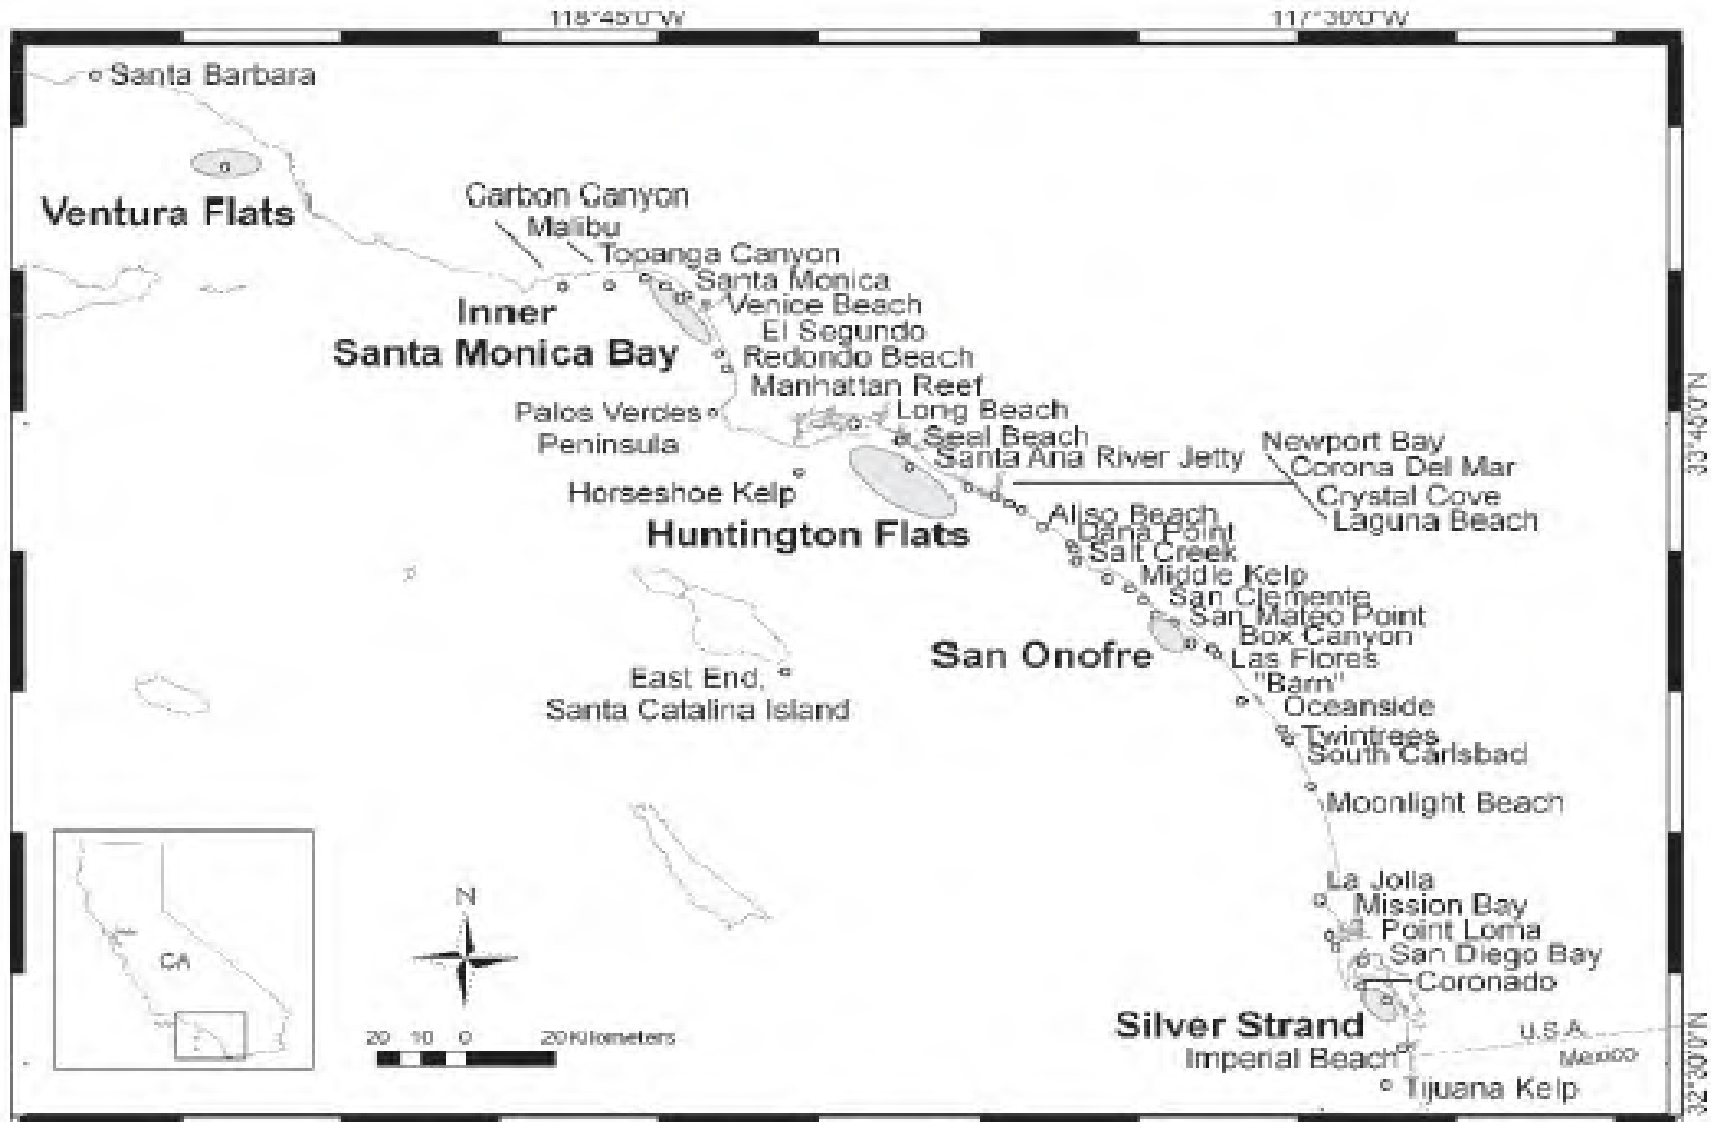 118°45'0"W
117°30'0"W
Santa Barbara
Ventura Flats
Carbon Canyon
Malibu
Topanga Canyon
Santa Monica
Venice Beach
El Segundo
Redondo Beach
Manhattan Reef
Inner
Santa Monica Bay
Palos Verdes
Peninsula
Long Beach
Seal Beach
Santa Ana River Jetty
Newport Bay
Corona Del Mar
Crystal Cove
Laguna Beach
33°45'0"N
Horseshoe Kelp
Huntington Flats
Aliso Beach
Dana Point
Salt Creek
Middle Kelp
San Clemente
San Mateo Point
Box Canyon
San Onofre
Las Flores
"Barn"
East End,
Santa Catalina Island
Oceanside
Twintrees
South Carlsbad
Moonlight Beach
La Jolla
Mission Bay
Point Loma
San Diego Bay
Coronado
Silver Strand
Imperial Beach
U.S.A.
Mexico
Tijuana Kelp
32°30'0"N
CA
N
20 10 0 20 Kilometers